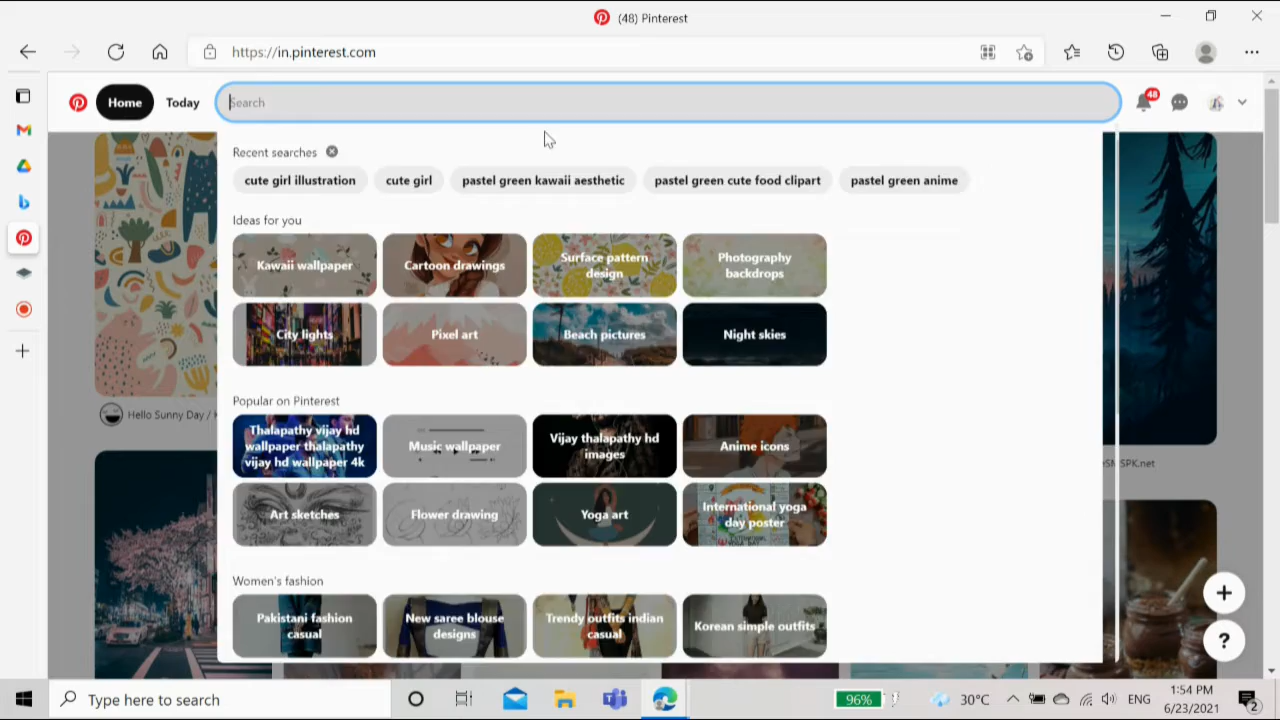 (48) Pinterest
https://in.pinterest.com
Home
Today
Search
48
Recent searches
cute girl illustration
cute girl
pastel green kawaii aesthetic
pastel green cute food clipart
pastel green anime
Ideas for you
Kawaii wallpaper
Cartoon drawings
Surface pattern
design
Photography
backdrops
City lights
Pixel art
Beach pictures
Night skies
Hello Sunny Day /
SPK.net
Popular on Pinterest
Thalapathy vijay hd
wallpaper thalapathy
vijay hd wallpaper 4k
Music wallpaper
Vijay thalapathy hd
images
Anime icons
Art sketches
Flower drawing
Yoga art
International yoga
day poster
Women's fashion
Pakistani fashion
casual
New saree blouse
designs
Trendy outfits indian
casual
Korean simple outfits
+
?
Type here to search
96%
30°C
ENG
1:54 PM
6/23/2021
2